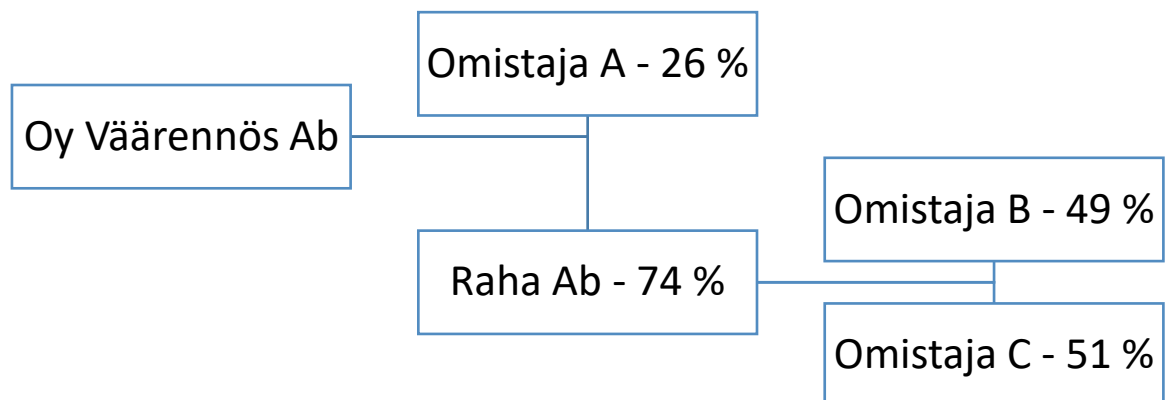 Omistaja A - 26 %
Oy Väärennös Ab
Omistaja B - 49 %
Raha Ab - 74 %
Omistaja C - 51 %